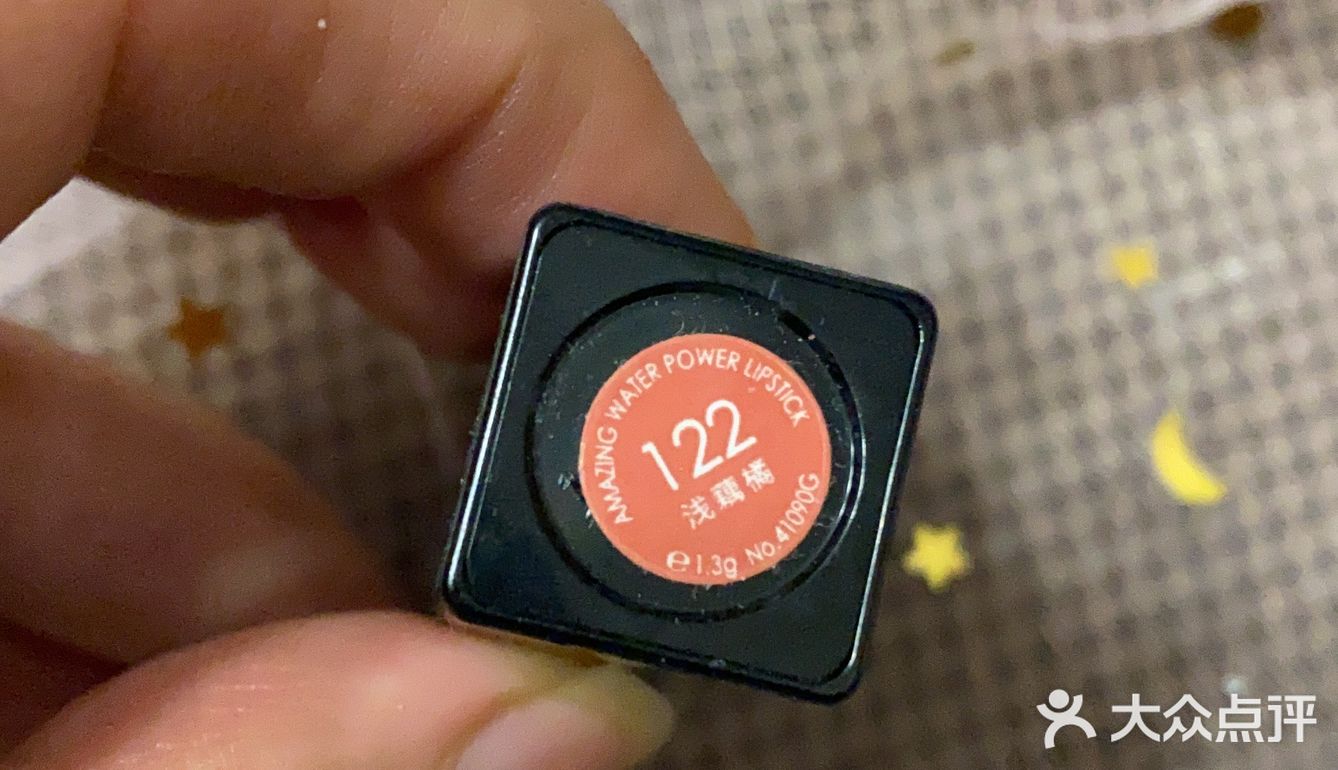 AMAZING WATER POWER LIPSTICK
122
浅藕橘
℮1.3g No.41090G
大众点评